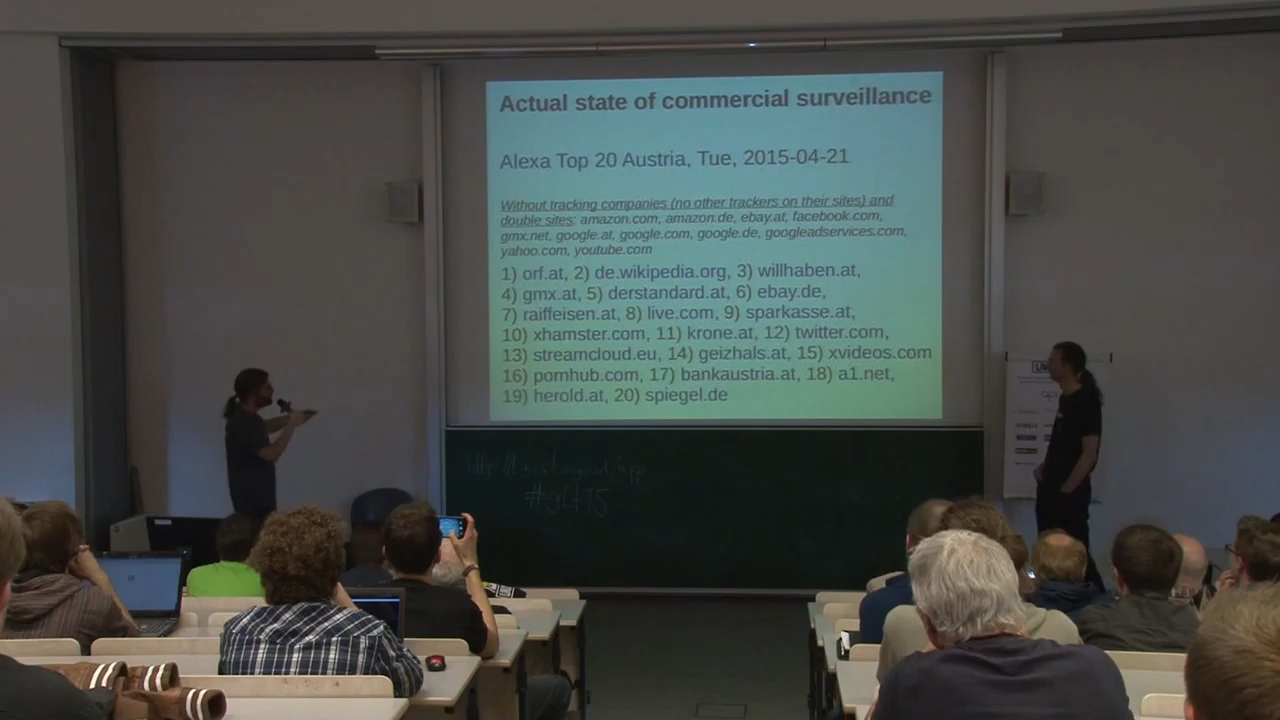 Actual state of commercial surveillance
Alexa Top 20 Austria, Tue, 2015-04-21
Without tracking companies (no other trackers on their sites) and
double sites: amazon.com, amazon.de, ebay.at, facebook.com,
gmx.net, google.at, google.com, google.de, googleadservices.com,
yahoo.com, youtube.com
1) orf.at, 2) de.wikipedia.org, 3) willhaben.at,
4) gmx.at, 5) derstandard.at, 6) ebay.de,
7) raiffeisen.at, 8) live.com, 9) sparkasse.at,
10) xhamster.com, 11) krone.at, 12) twitter.com,
13) streamcloud.eu, 14) geizhals.at, 15) xvideos.com
16) pornhub.com, 17) bankaustria.at, 18) a1.net,
19) herold.at, 20) spiegel.de
#glt15